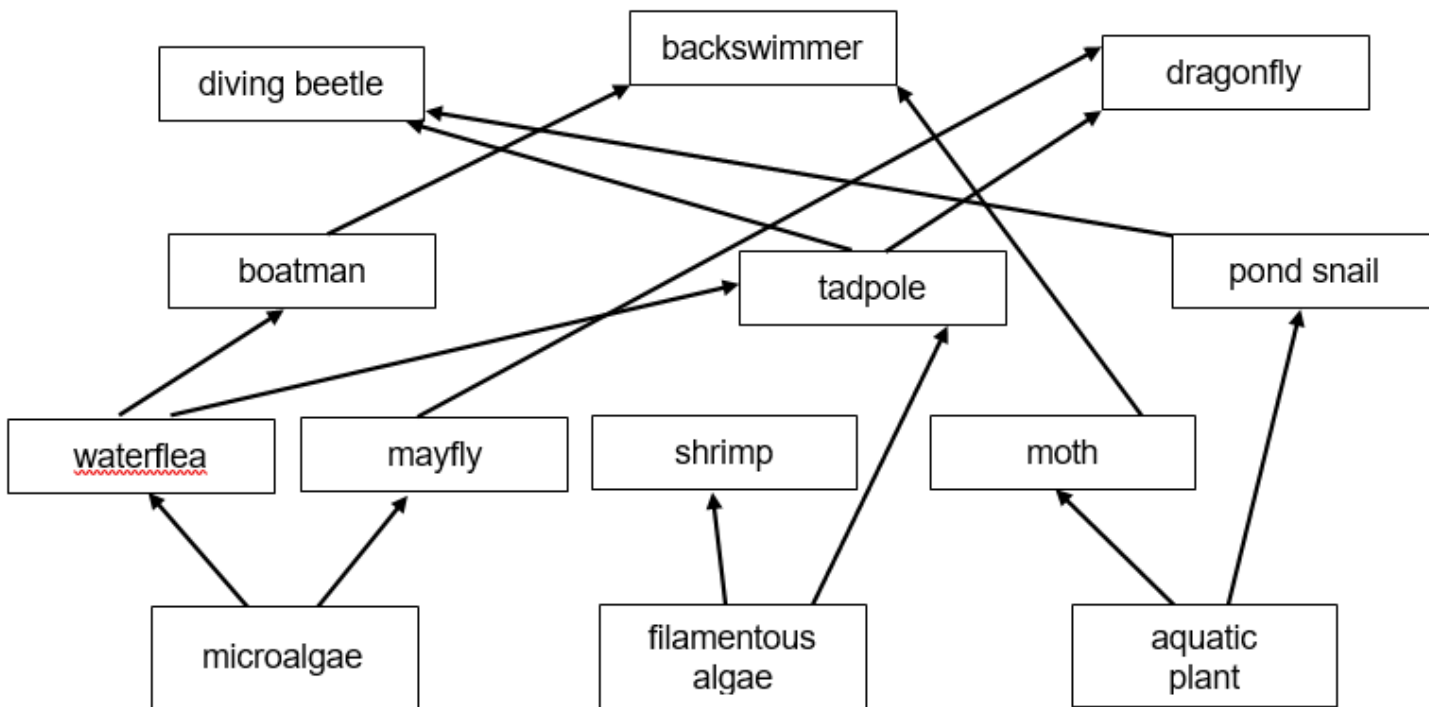 backswimmer
diving beetle
dragonfly
boatman
tadpole
pond snail
waterflea
mayfly
shrimp
moth
microalgae
filamentous
algae
aquatic
plant